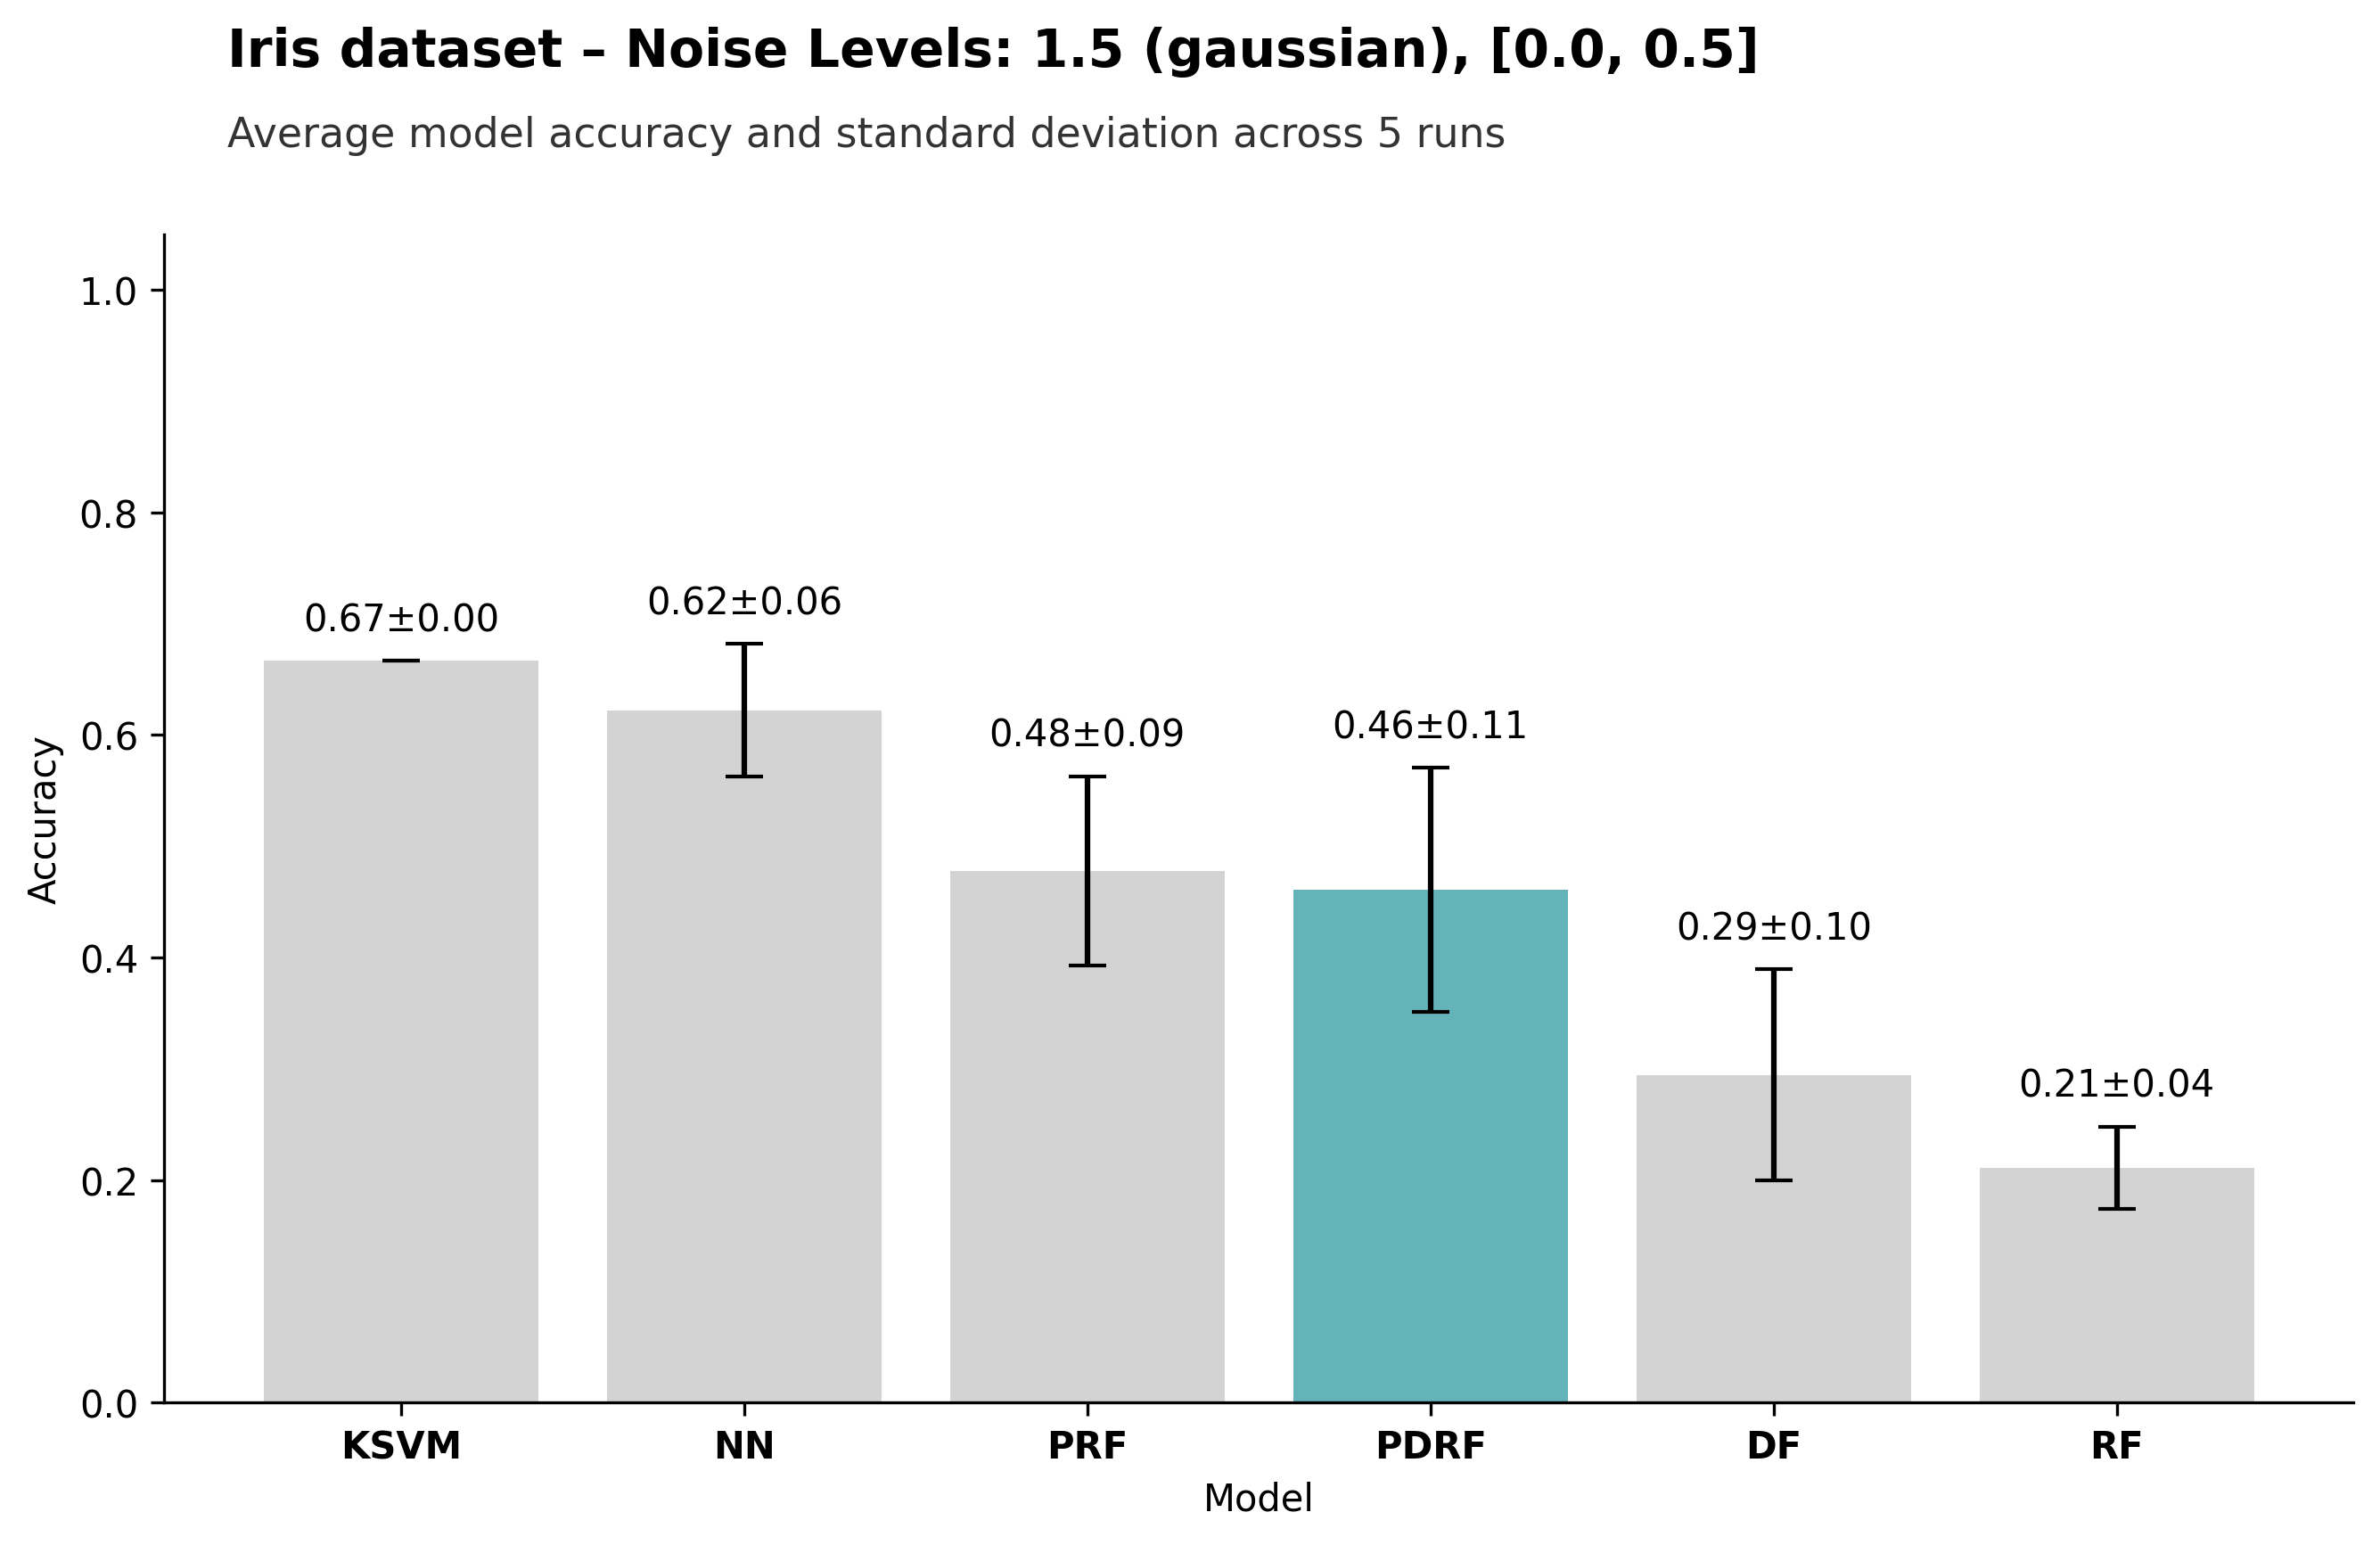 Iris dataset – Noise Levels: 1.5 (gaussian), [0.0, 0.5]
Average model accuracy and standard deviation across 5 runs
1.0
0.8
0.6
0.4
0.2
0.0
Accuracy
0.67±0.00
0.62±0.06
0.48±0.09
0.46±0.11
0.29±0.10
0.21±0.04
KSVM
NN
PRF
PDRF
DF
RF
Model